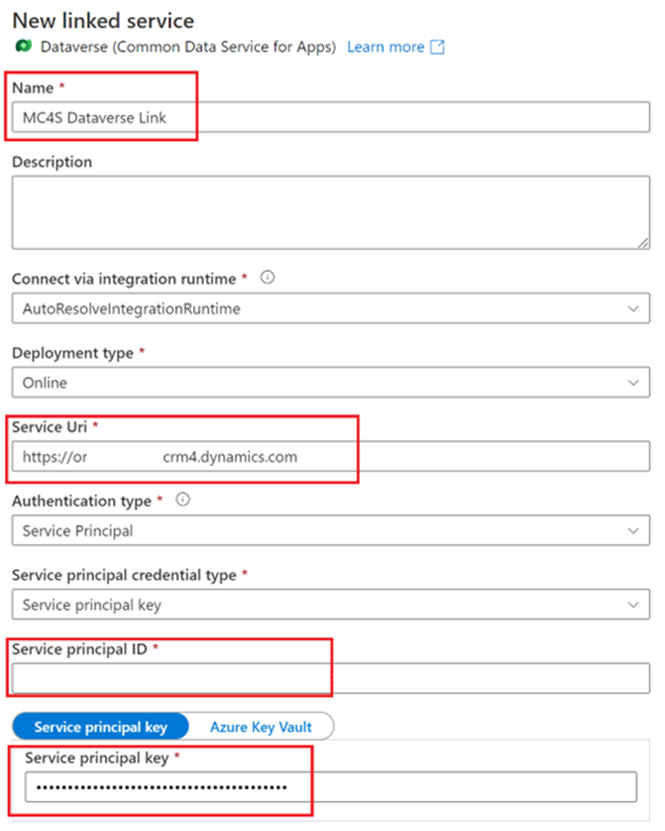 New linked service
Dataverse (Common Data Service for Apps) Learn more
Name *
MC4S Dataverse Link
Description
Connect via integration runtime *
AutoResolveIntegrationRuntime
Deployment type *
Online
Service Uri *
https://or crm4.dynamics.com
Authentication type *
Service Principal
Service principal credential type *
Service principal key
Service principal ID *
Service principal key Azure Key Vault
Service principal key *
••••••••••••••••••••••••••••••••••••••••